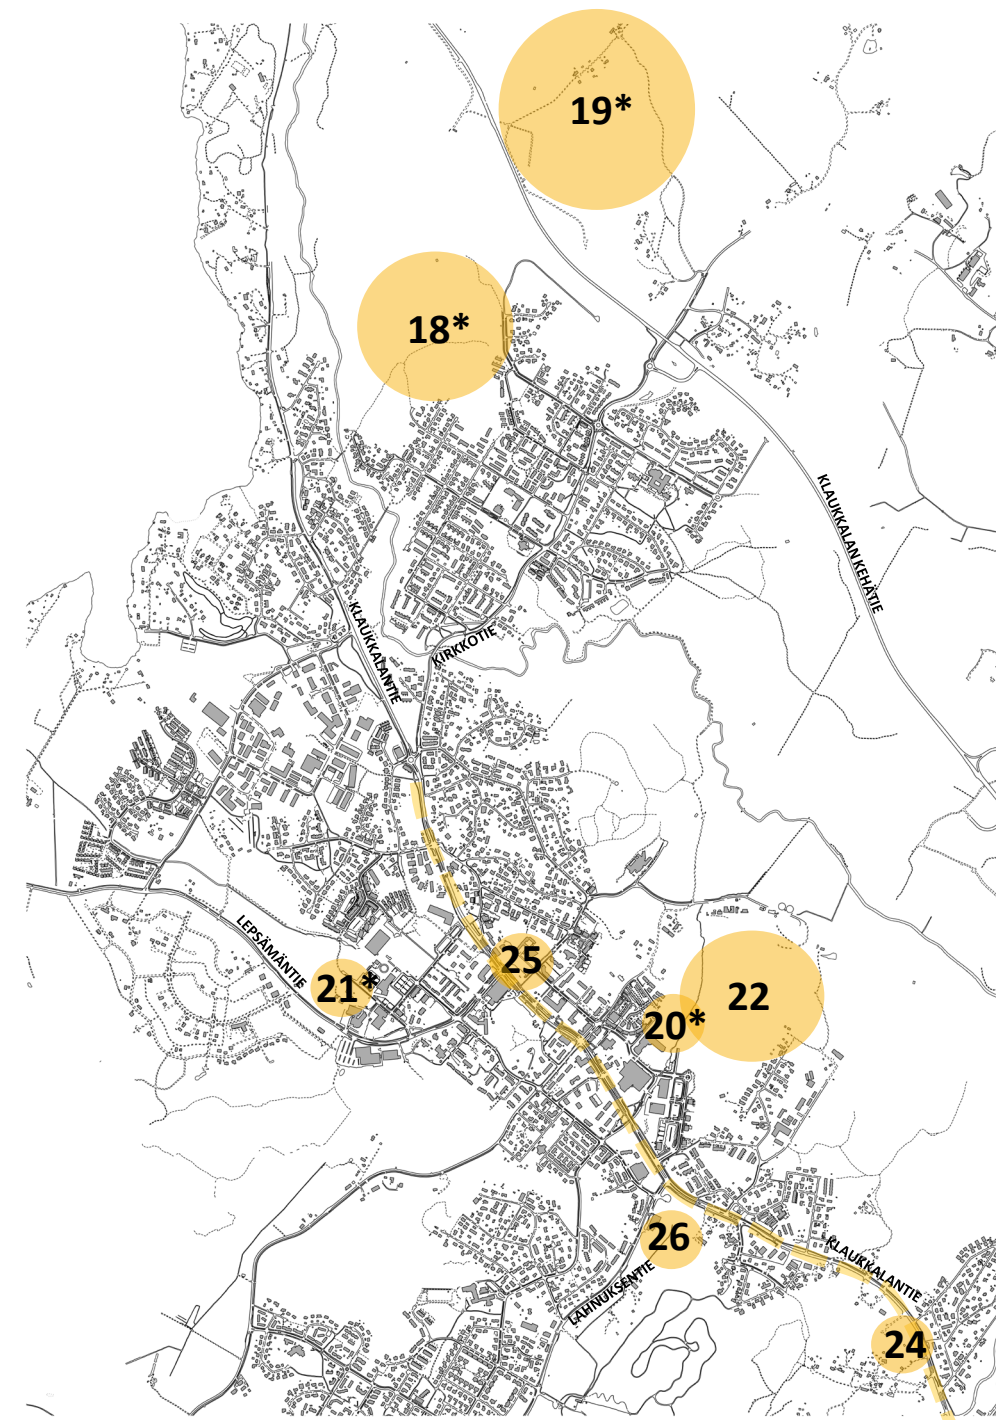 19*
18*
KLAUKKALAN KEHÄTIE
KLAUKKALANTIE
KIRKKOTIE
LEPSÄMÄNTIE
25
21*
22
20*
26
KLAUKKALANTIE
LAHNUKSENTIE
24